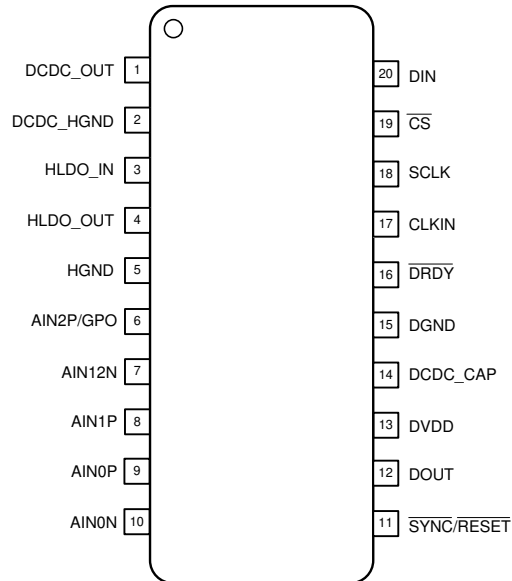 DCDC_OUT 1
DCDC_HGND 2
HLDO_IN 3
HLDO_OUT 4
HGND 5
AIN2P/GPO 6
AIN12N 7
AIN1P 8
AIN0P 9
AIN0N 10
20 DIN
19 CS
18 SCLK
17 CLKIN
16 DRDY
15 DGND
14 DCDC_CAP
13 DVDD
12 DOUT
11 SYNC/RESET